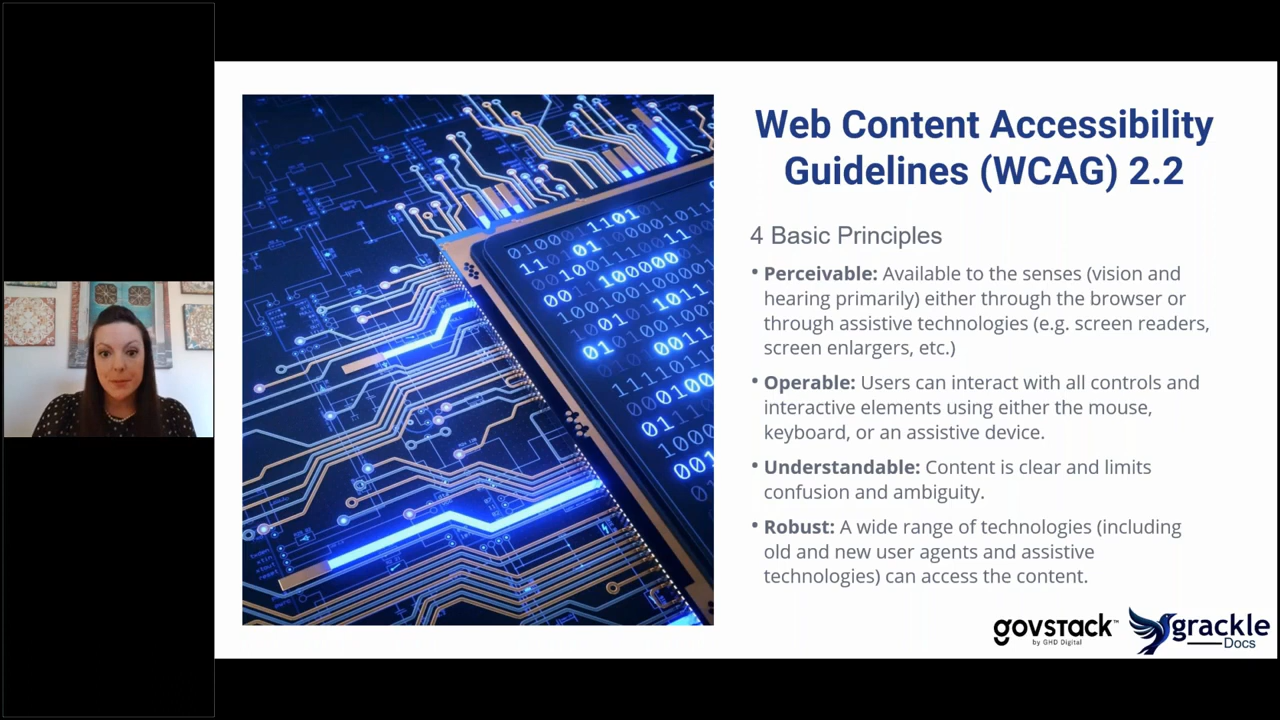 Web Content Accessibility
Guidelines (WCAG) 2.2
4 Basic Principles
• Perceivable: Available to the senses (vision and
hearing primarily) either through the browser or
through assistive technologies (e.g. screen readers,
screen enlargers, etc.)
• Operable: Users can interact with all controls and
interactive elements using either the mouse,
keyboard, or an assistive device.
• Understandable: Content is clear and limits
confusion and ambiguity.
• Robust: A wide range of technologies (including
old and new user agents and assistive
technologies) can access the content.
govstack™
by GHD Digital
grackle
Docs